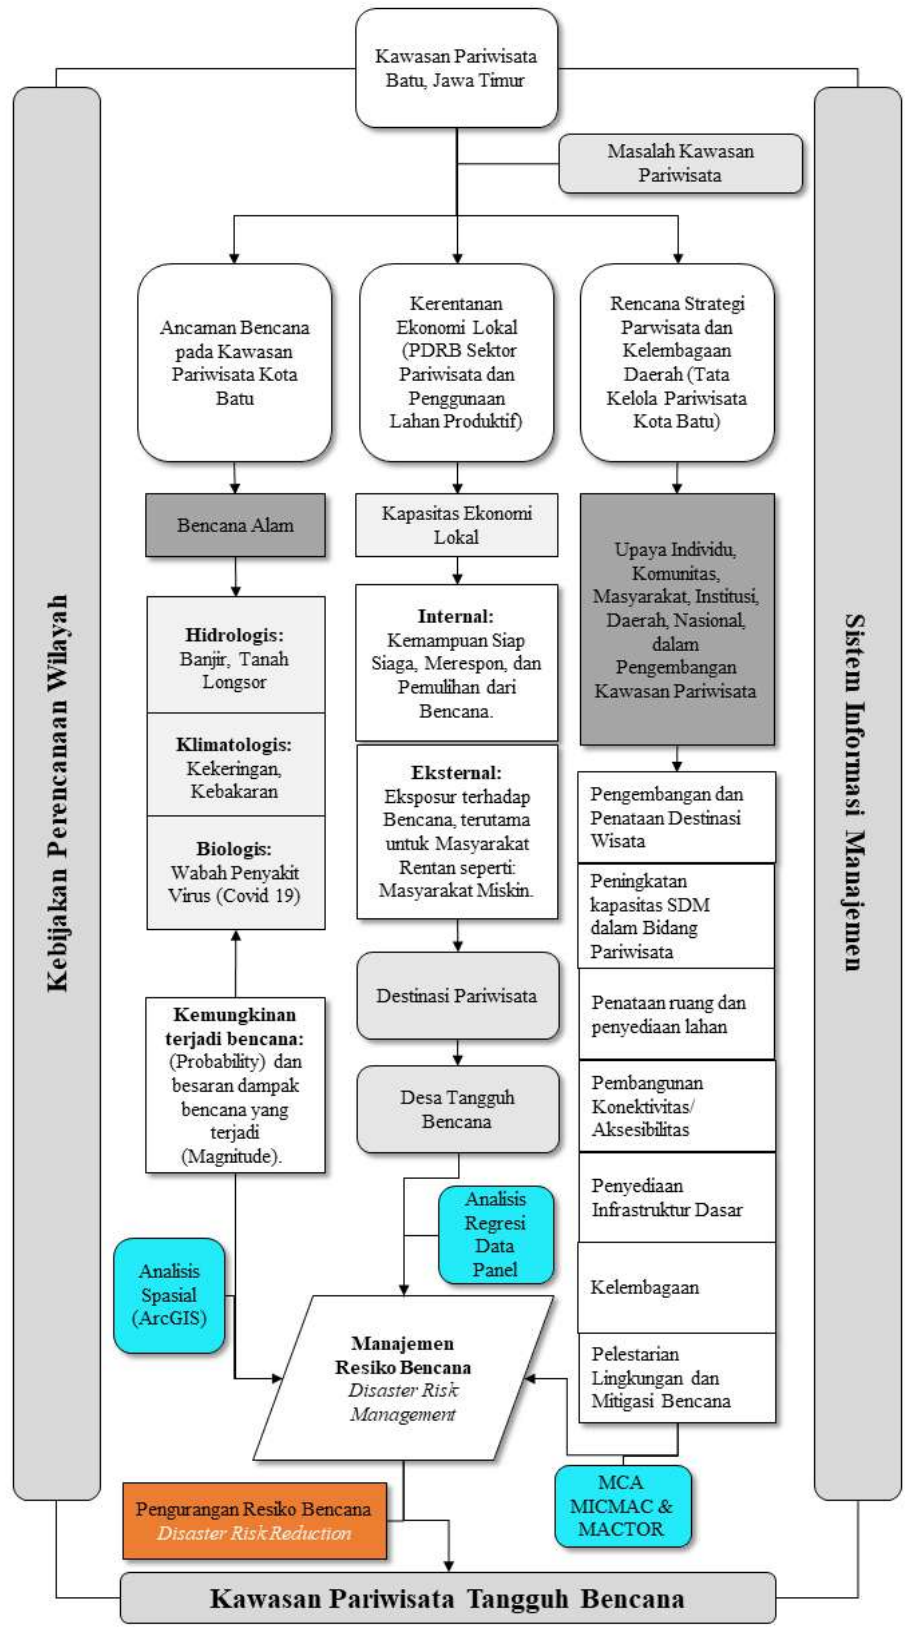 Kawasan Pariwisata
Batu, Jawa Timur
Masalah Kawasan
Pariwisata
Kebijakan Perencanaan Wilayah
Sistem Informasi Manajemen
Ancaman Bencana
pada Kawasan
Pariwisata Kota
Batu
Bencana Alam
Hidrologis:
Banjir, Tanah
Longsor
Klimatologis:
Kekeringan,
Kebakaran
Biologis:
Wabah Penyakit
Virus (Covid 19)
Kemungkinan
terjadi bencana:
(Probability) dan
besaran dampak
bencana yang
terjadi
(Magnitude).
Analisis
Spasial
(ArcGIS)
Kerentanan
Ekonomi Lokal
(PDRB Sektor
Pariwisata dan
Penggunaan
Lahan Produktif)
Kapasitas Ekonomi
Lokal
Internal:
Kemampuan Siap
Siaga, Merespon, dan
Pemulihan dari
Bencana.
Eksternal:
Eksposur terhadap
Bencana, terutama
untuk Masyarakat
Rentan seperti:
Masyarakat Miskin.
Destinasi Pariwisata
Desa Tangguh
Bencana
Analisis
Regresi
Data
Panel
Rencana Strategi
Parwisata dan
Kelembagaan
Daerah (Tata
Kelola Pariwisata
Kota Batu)
Upaya Individu,
Komunitas,
Masyarakat, Institusi,
Daerah, Nasional,
dalam
Pengembangan
Kawasan Pariwisata
Pengembangan dan
Penataan Destinasi
Wisata
Peningkatan
kapasitas SDM
dalam Bidang
Pariwisata
Penataan ruang dan
penyediaan lahan
Pembangunan
Konektivitas/
Aksesibilitas
Penyediaan
Infrastruktur Dasar
Kelembagaan
Pelestarian
Lingkungan dan
Mitigasi Bencana
MCA
MICMAC &
MACTOR
Manajemen
Resiko Bencana
Disaster Risk
Management
Pengurangan Resiko Bencana
Disaster Risk Reduction
Kawasan Pariwisata Tangguh Bencana